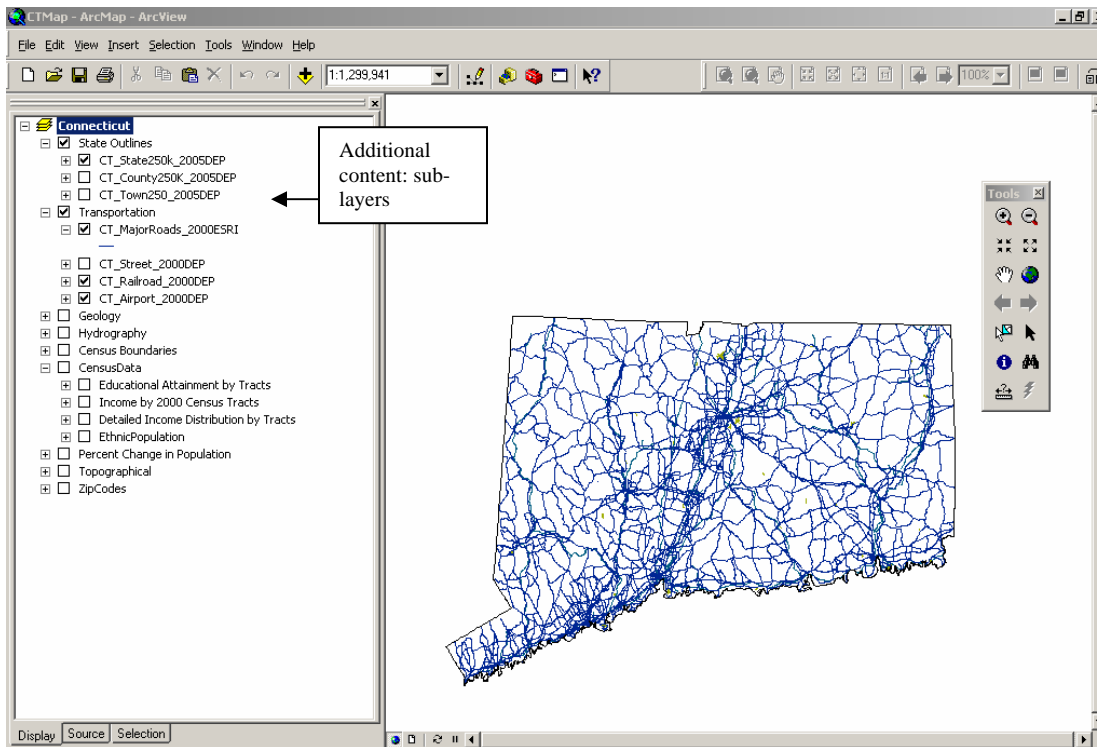 CTMap - ArcMap - ArcView
File Edit View Insert Selection Tools Window Help
1:1,299,941
100%
Connecticut
State Outlines
CT_State250k_2005DEP
CT_County250K_2005DEP
CT_Town250_2005DEP
Transportation
CT_MajorRoads_2000ESRI
CT_Street_2000DEP
CT_Railroad_2000DEP
CT_Airport_2000DEP
Geology
Hydrography
Census Boundaries
CensusData
Educational Attainment by Tracts
Income by 2000 Census Tracts
Detailed Income Distribution by Tracts
EthnicPopulation
Percent Change in Population
Topographical
ZipCodes
Additional
content: sub-
layers
Tools
Display Source Selection